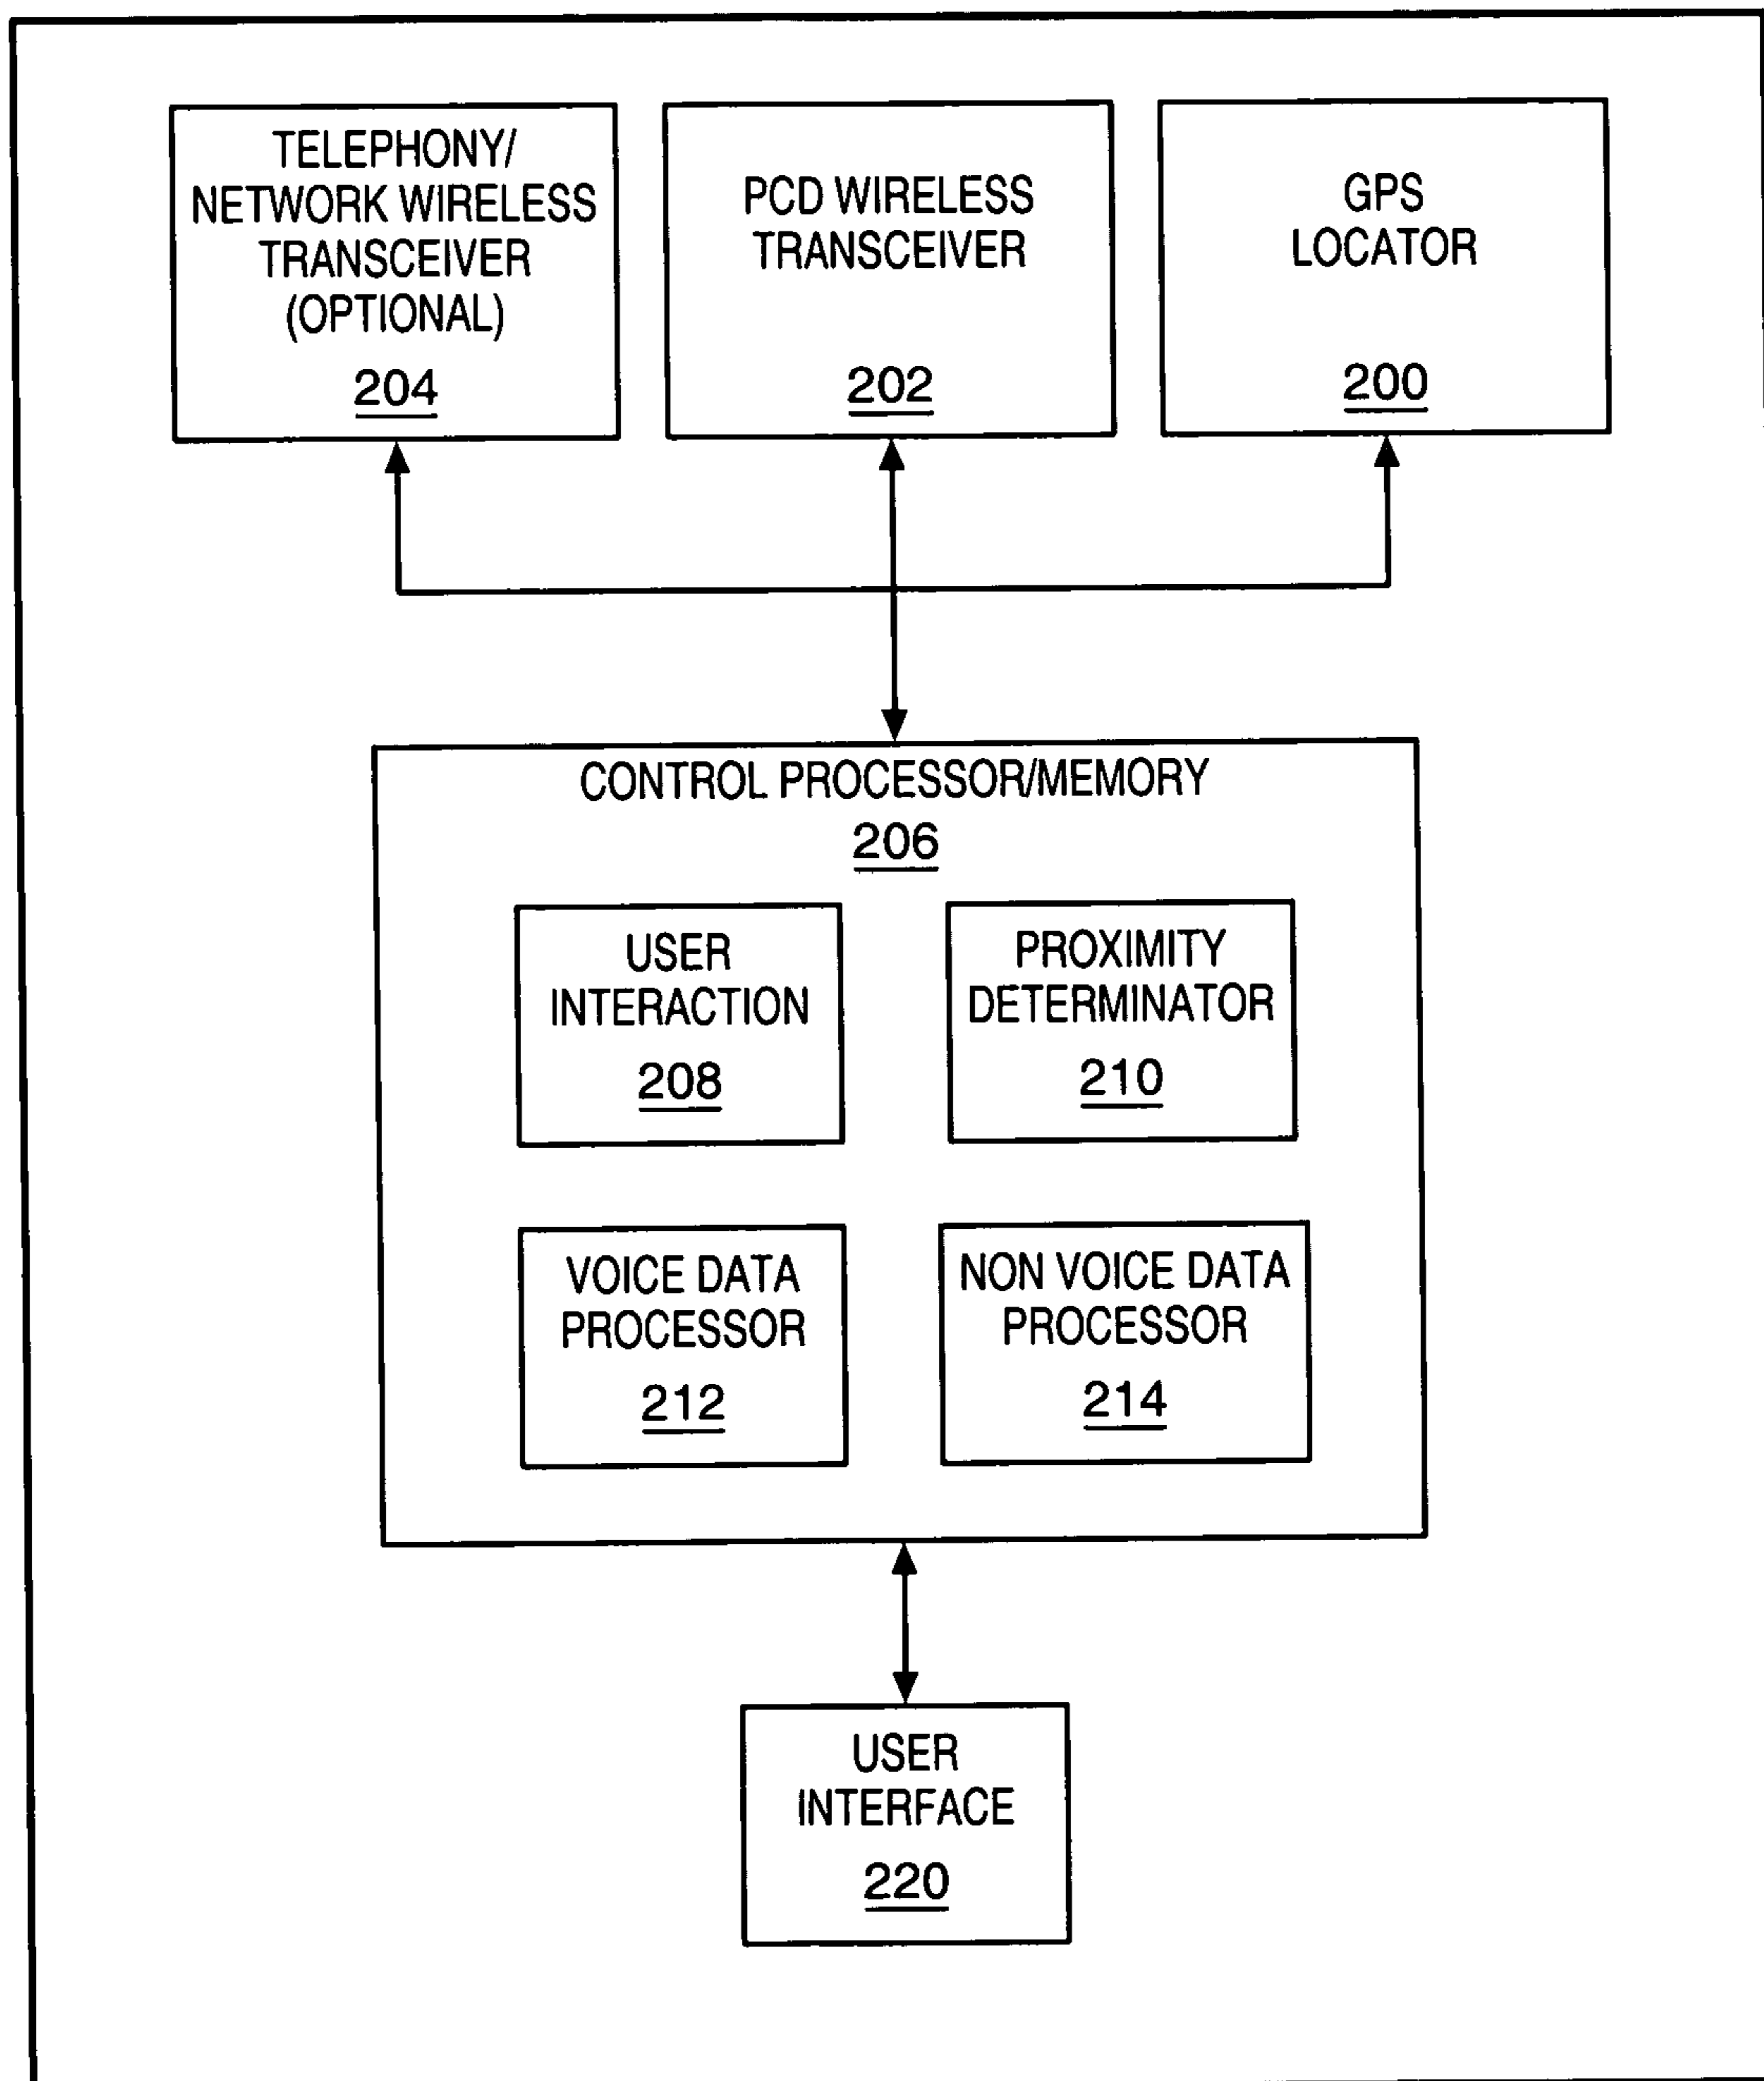 TELEPHONY/
NETWORK WIRELESS
TRANSCEIVER
(OPTIONAL)
204
PCD WIRELESS
TRANSCEIVER
202
GPS
LOCATOR
200
CONTROL PROCESSOR/MEMORY
206
USER
INTERACTION
208
PROXIMITY
DETERMINATOR
210
VOICE DATA
PROCESSOR
212
NON VOICE DATA
PROCESSOR
214
USER
INTERFACE
220